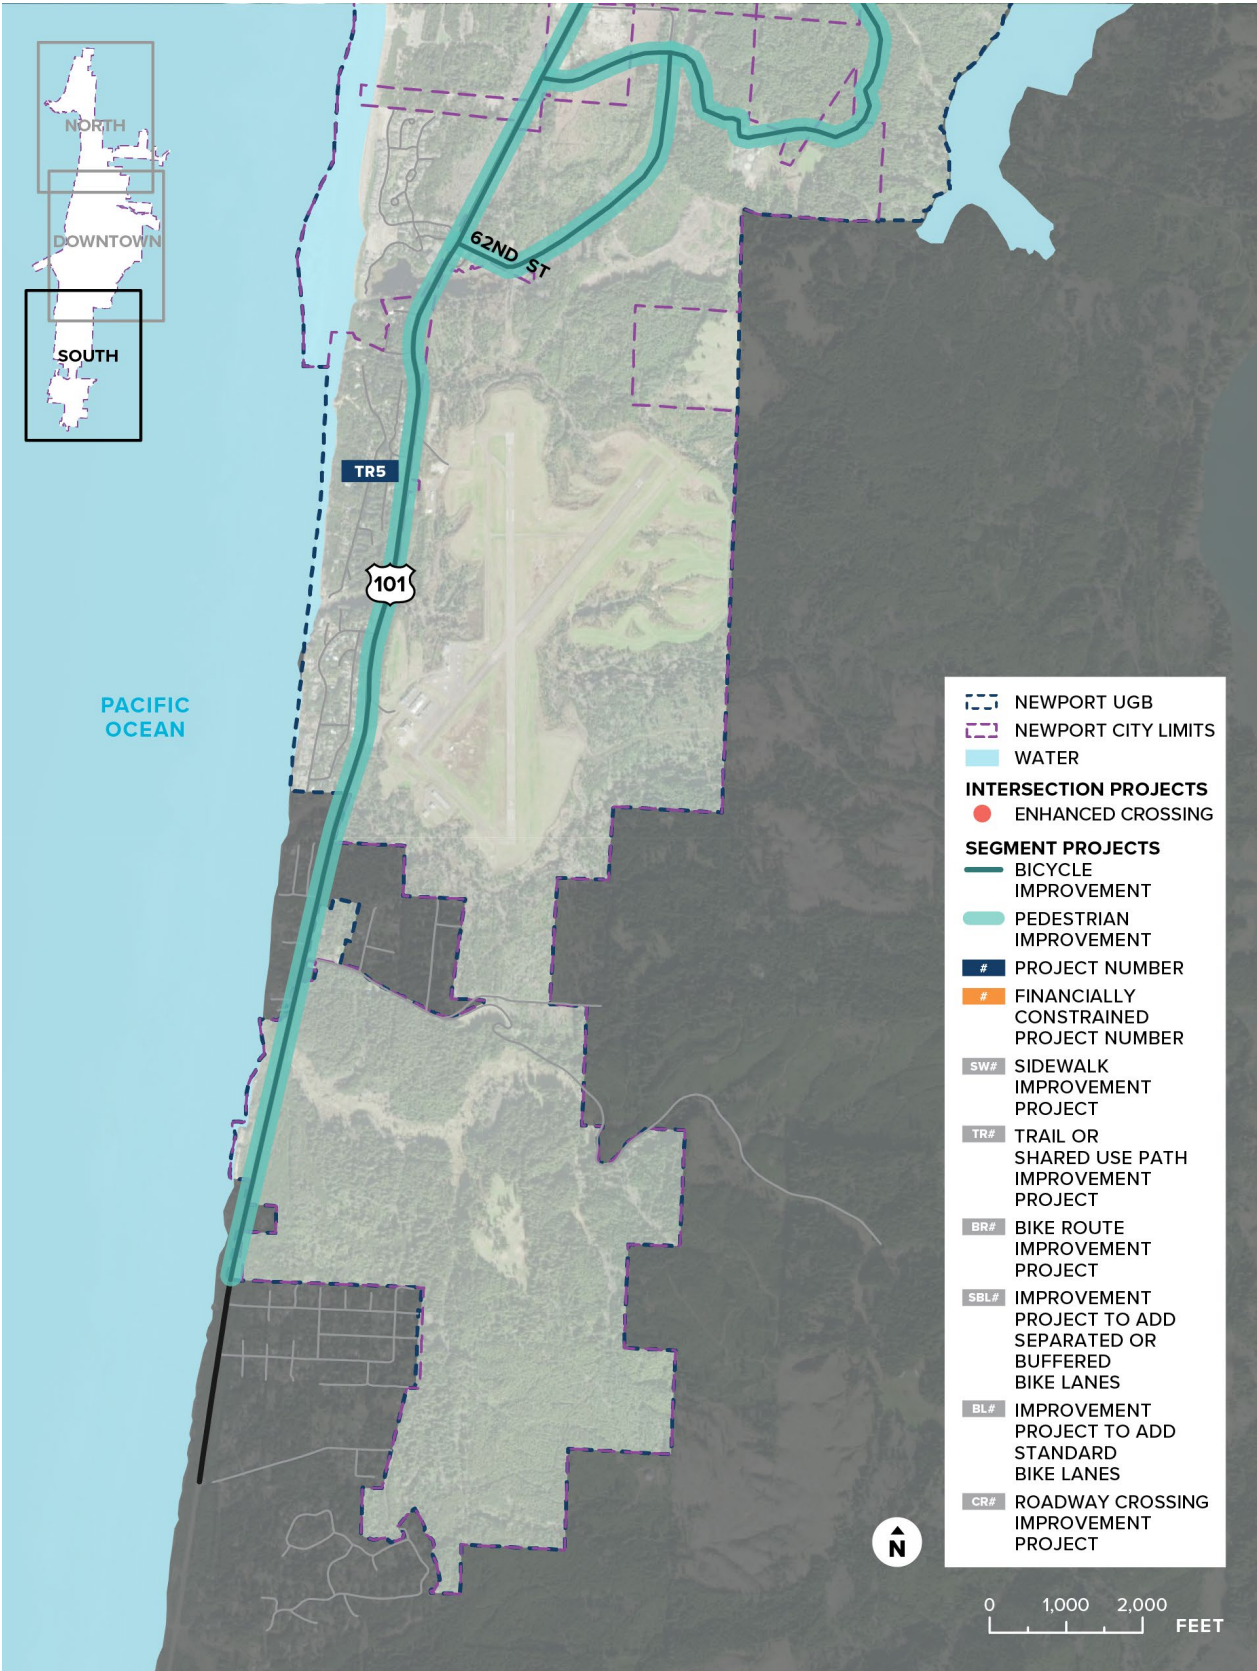 NORTH
DOWNTOWN
SOUTH
62ND ST
TR5
101
PACIFIC
OCEAN
NEWPORT UGB
NEWPORT CITY LIMITS
WATER
INTERSECTION PROJECTS
ENHANCED CROSSING
SEGMENT PROJECTS
BICYCLE
IMPROVEMENT
PEDESTRIAN
IMPROVEMENT
# PROJECT NUMBER
# FINANCIALLY
CONSTRAINED
PROJECT NUMBER
SW# SIDEWALK
IMPROVEMENT
PROJECT
TR# TRAIL OR
SHARED USE PATH
IMPROVEMENT
PROJECT
BR# BIKE ROUTE
IMPROVEMENT
PROJECT
SBL# IMPROVEMENT
PROJECT TO ADD
SEPARATED OR
BUFFERED
BIKE LANES
BL# IMPROVEMENT
PROJECT TO ADD
STANDARD
BIKE LANES
CR# ROADWAY CROSSING
IMPROVEMENT
PROJECT
N
0 1,000 2,000
FEET